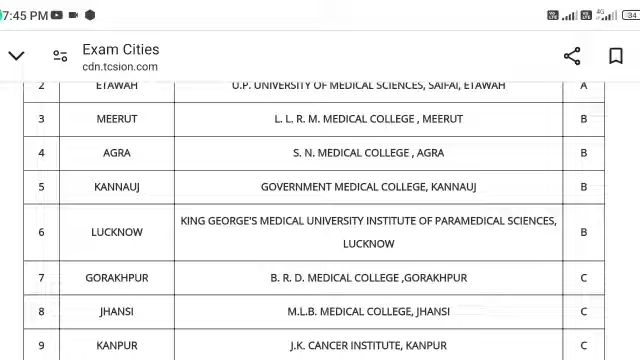 7:45 PM
4G
34
Exam Cities
cdn.tcsion.com
2 ETAWAH U.P. UNIVERSITY OF MEDICAL SCIENCES, SAIFAI, ETAWAH A
3 MEERUT L. L. R. M. MEDICAL COLLEGE , MEERUT B
4 AGRA S. N. MEDICAL COLLEGE , AGRA B
5 KANNAUJ GOVERNMENT MEDICAL COLLEGE, KANNAUJ B
6 LUCKNOW KING GEORGE'S MEDICAL UNIVERSITY INSTITUTE OF PARAMEDICAL SCIENCES,
LUCKNOW B
7 GORAKHPUR B. R. D. MEDICAL COLLEGE ,GORAKHPUR C
8 JHANSI M.L.B. MEDICAL COLLEGE, JHANSI C
9 KANPUR J.K. CANCER INSTITUTE, KANPUR C